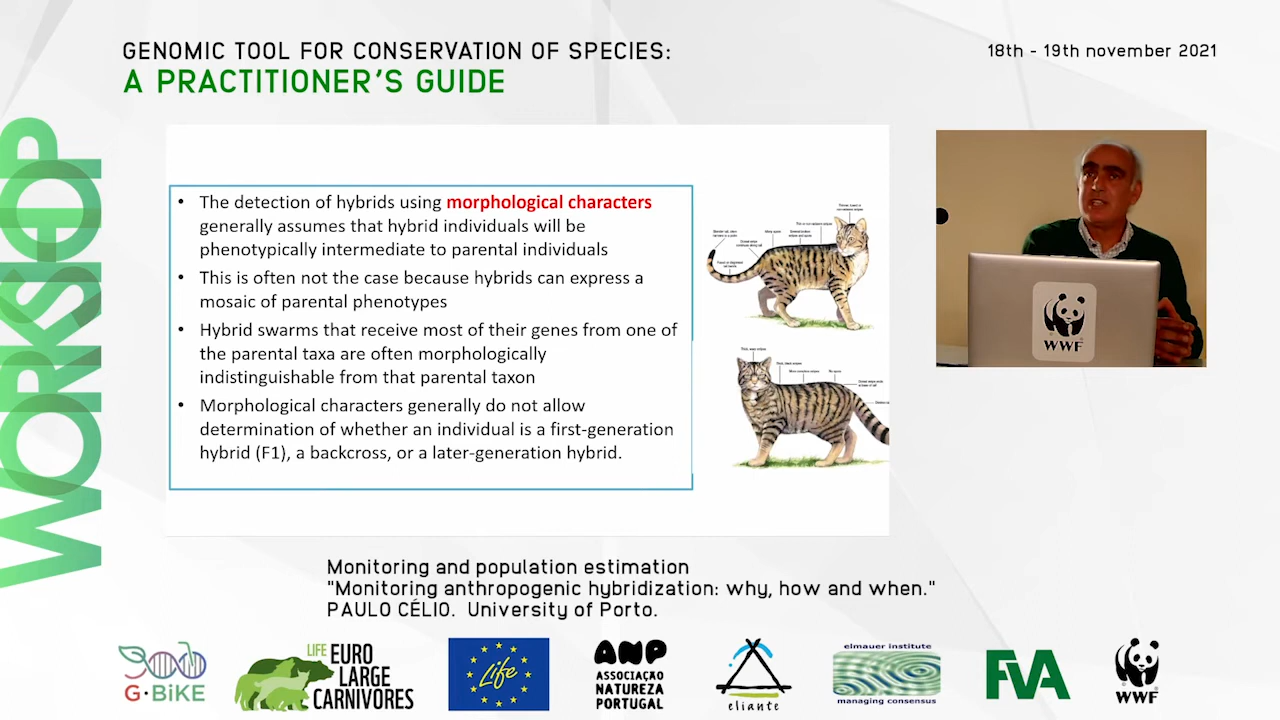 GENOMIC TOOL FOR CONSERVATION OF SPECIES:
A PRACTITIONER'S GUIDE
18th - 19th november 2021
WORKSHOP
• The detection of hybrids using morphological characters
generally assumes that hybrid individuals will be
phenotypically intermediate to parental individuals
• This is often not the case because hybrids can express a
mosaic of parental phenotypes
• Hybrid swarms that receive most of their genes from one of
the parental taxa are often morphologically
indistinguishable from that parental taxon
• Morphological characters generally do not allow
determination of whether an individual is a first-generation
hybrid (F1), a backcross, or a later-generation hybrid.
WWF
Monitoring and population estimation
"Monitoring anthropogenic hybridization: why, how and when."
PAULO CÉLIO. University of Porto.
G·BiKE
LIFE EURO
LARGE
CARNIVORES
Life
ANP
ASSOCIAÇÃO
NATUREZA
PORTUGAL
eliante
elmauer institute
managing consensus
FVA
WWF